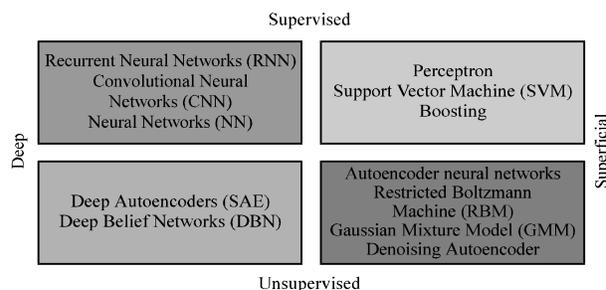 Supervised
Recurrent Neural Networks (RNN)
Convolutional Neural
Networks (CNN)
Neural Networks (NN)
Perceptron
Support Vector Machine (SVM)
Boosting
Deep
Superficial
Deep Autoencoders (SAE)
Deep Belief Networks (DBN)
Autoencoder neural networks
Restricted Boltzmann
Machine (RBM)
Gaussian Mixture Model (GMM)
Denoising Autoencoder
Unsupervised